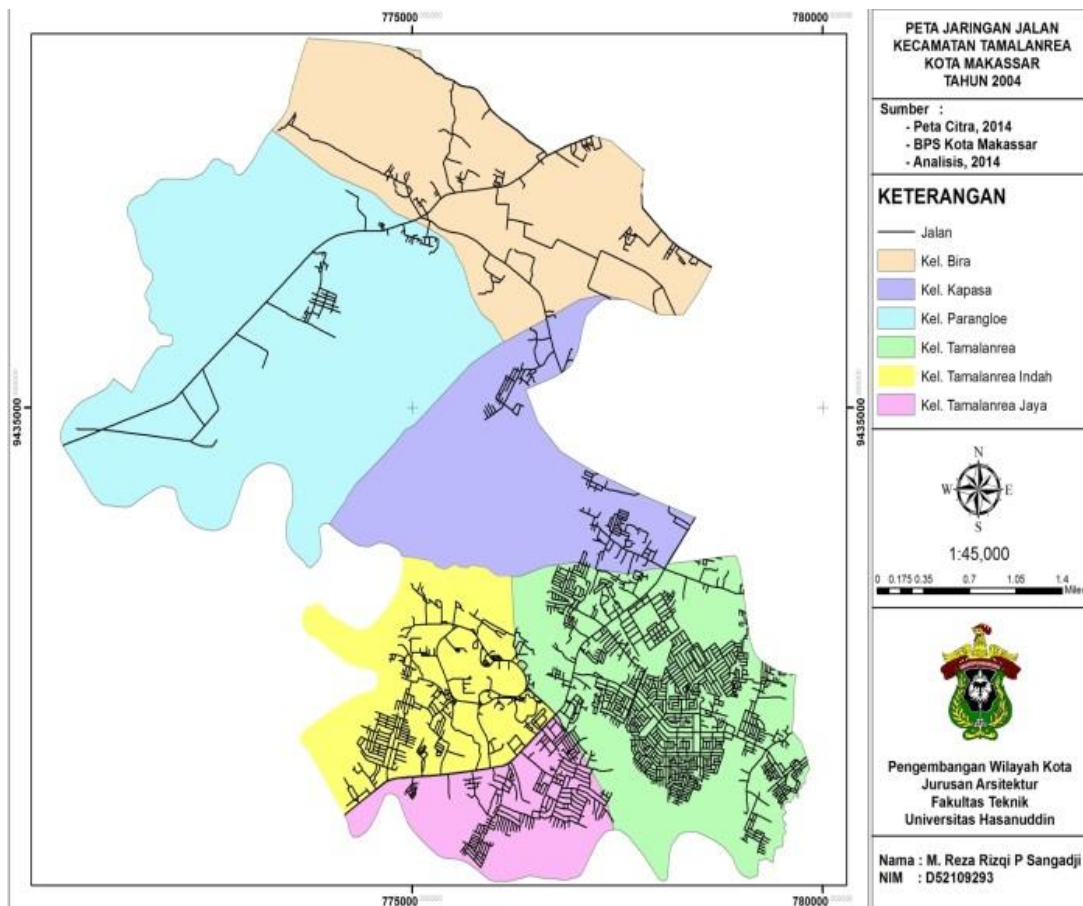 775000
780000
9435000
9435000
775000
780000
PETA JARINGAN JALAN
KECAMATAN TAMALANREA
KOTA MAKASSAR
TAHUN 2004
Sumber :
- Peta Citra, 2014
- BPS Kota Makassar
- Analisis, 2014
KETERANGAN
Jalan
Kel. Bira
Kel. Kapasa
Kel. Parangloe
Kel. Tamalanrea
Kel. Tamalanrea Indah
Kel. Tamalanrea Jaya
N
W E
S
1:45,000
0 0.175 0.35 0.7 1.05 1.4
Miles
Pengembangan Wilayah Kota
Jurusan Arsitektur
Fakultas Teknik
Universitas Hasanuddin
Nama : M. Reza Rizqi P Sangadji
NIM : D52109293